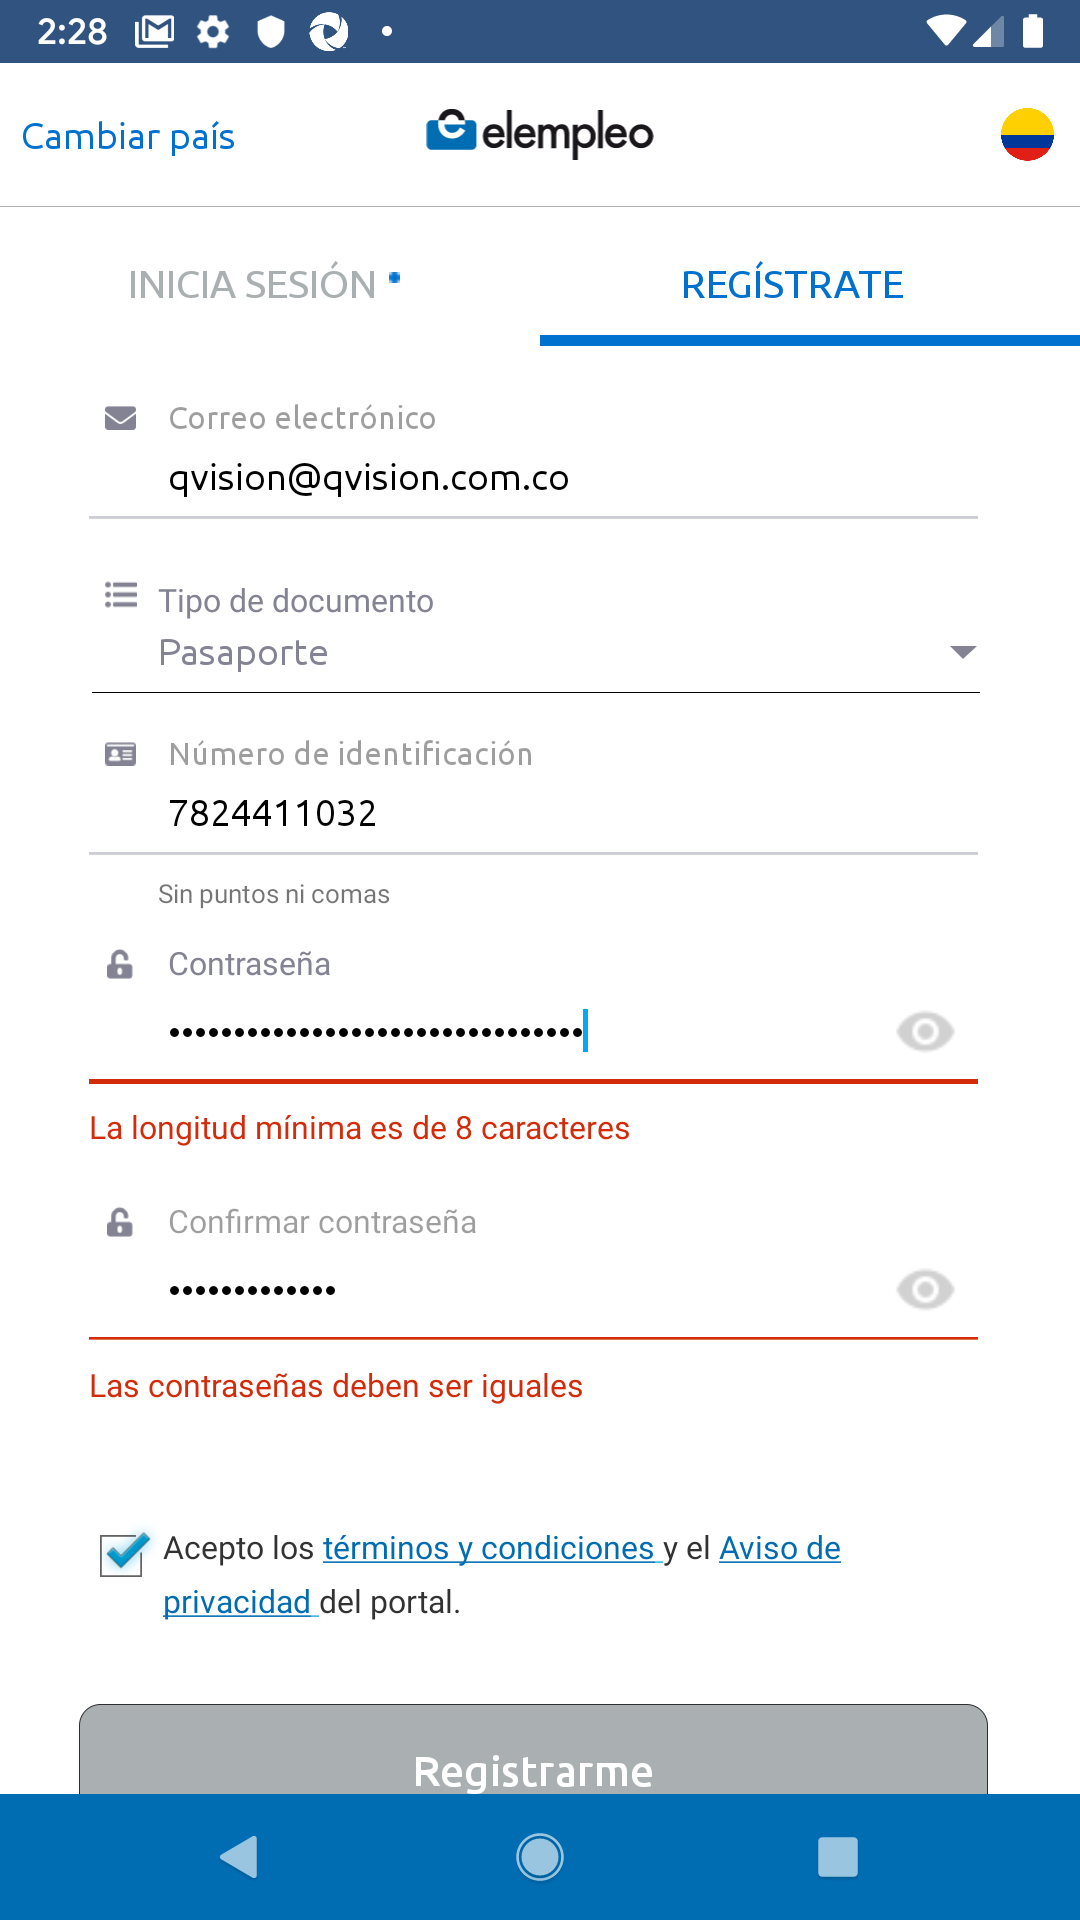 2:28
Cambiar país
elempleo
INICIA SESIÓN
REGÍSTRATE
Correo electrónico
qvision@qvision.com.co
Tipo de documento
Pasaporte
Número de identificación
7824411032
Sin puntos ni comas
Contraseña
••••••••••••••••••••••••••••••••
La longitud mínima es de 8 caracteres
Confirmar contraseña
•••••••••••••
Las contraseñas deben ser iguales
Acepto los términos y condiciones y el Aviso de
privacidad del portal.
Registrarme